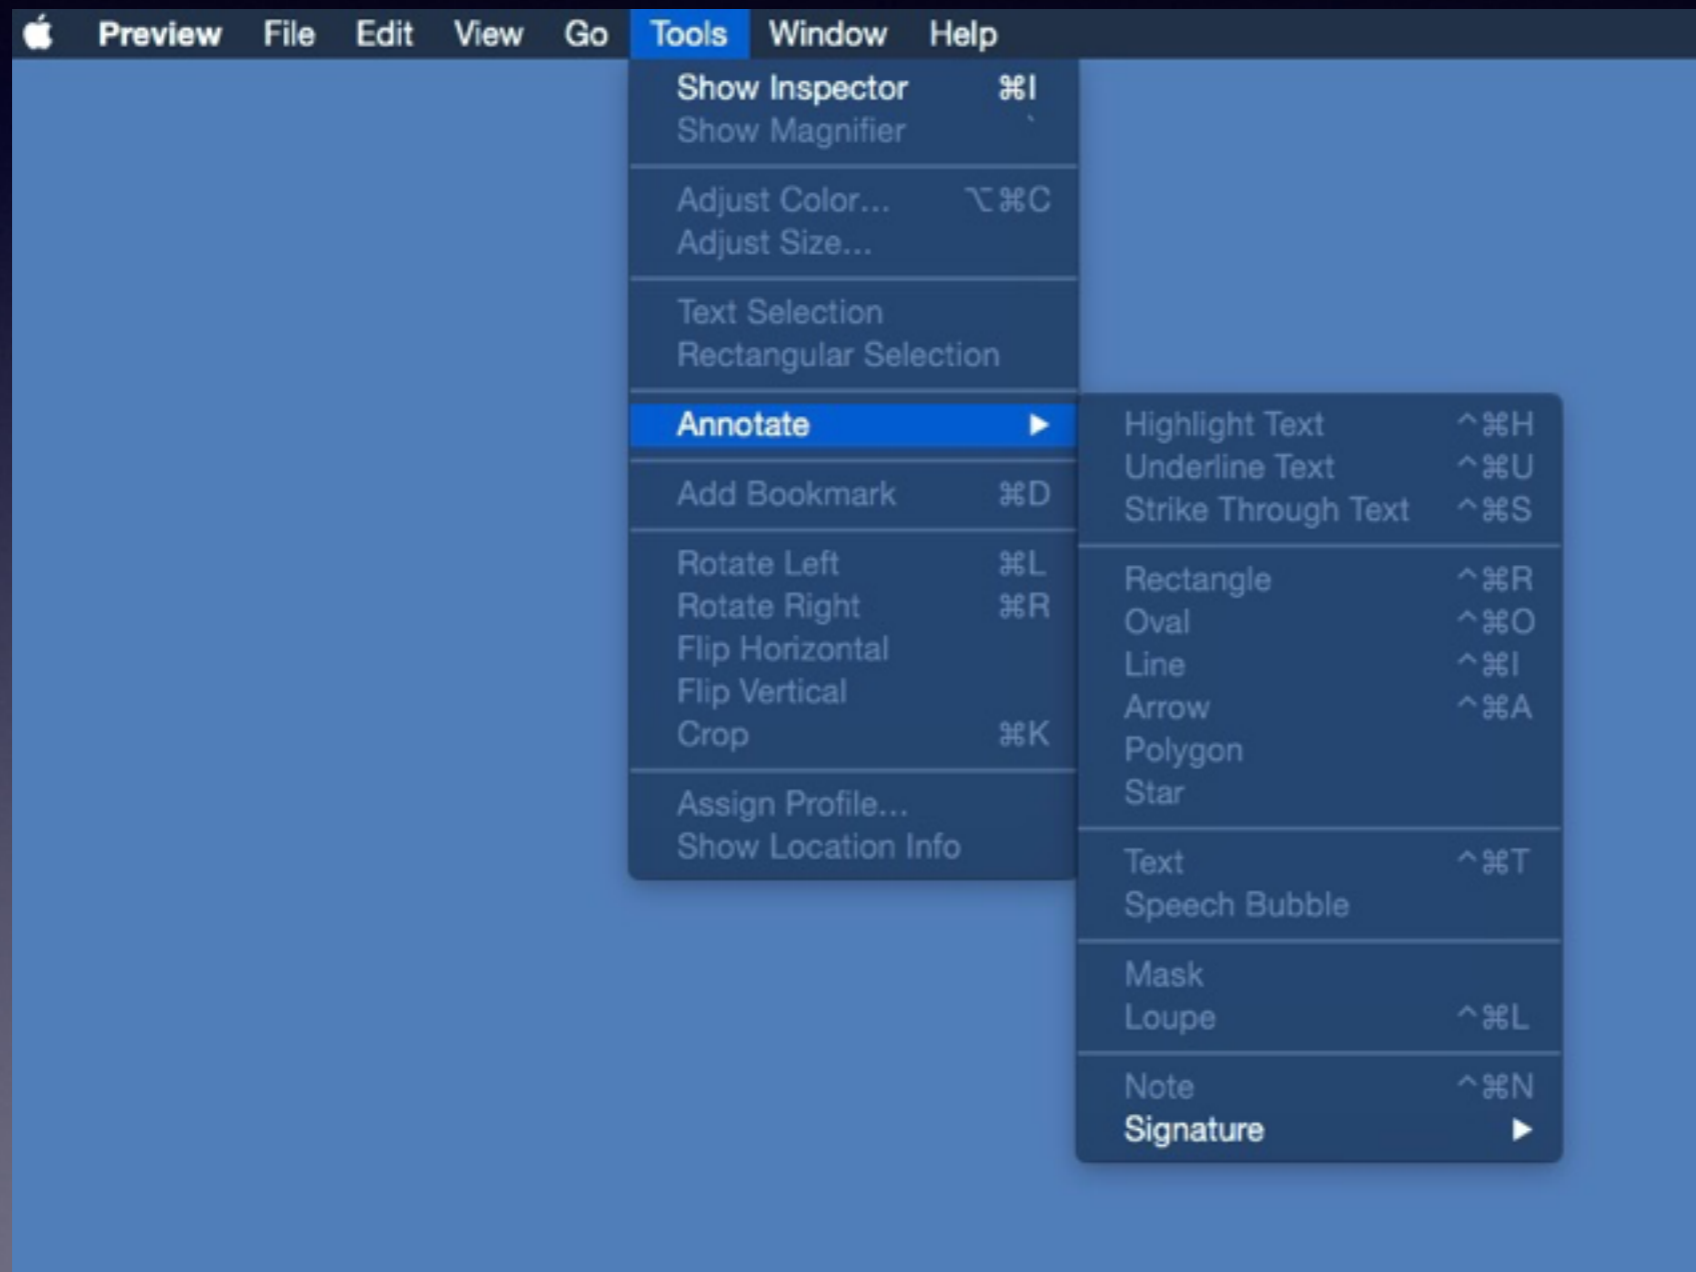 Preview File Edit View Go Tools Window Help
Show Inspector ⌘I
Show Magnifier `
Adjust Color... ⌥⌘C
Adjust Size...
Text Selection
Rectangular Selection
Annotate ▶
Add Bookmark ⌘D
Rotate Left ⌘L
Rotate Right ⌘R
Flip Horizontal
Flip Vertical
Crop ⌘K
Assign Profile...
Show Location Info
Highlight Text ^⌘H
Underline Text ^⌘U
Strike Through Text ^⌘S
Rectangle ^⌘R
Oval ^⌘O
Line ^⌘I
Arrow ^⌘A
Polygon
Star
Text ^⌘T
Speech Bubble
Mask
Loupe ^⌘L
Note ^⌘N
Signature ▶